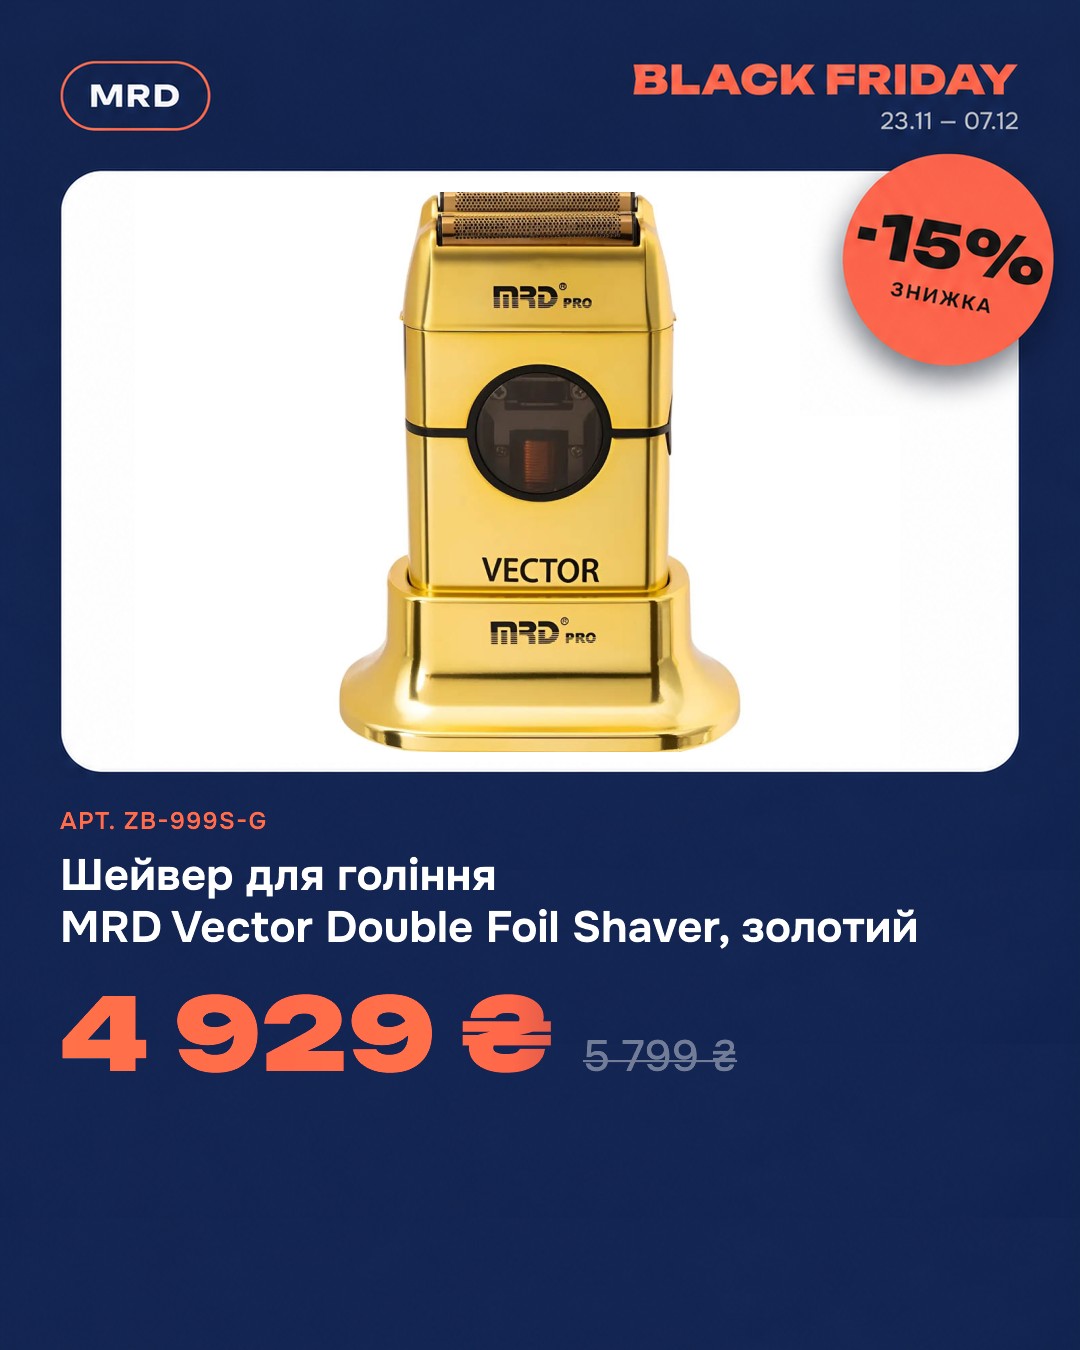 MRD
BLACK FRIDAY
23.11 – 07.12
-15%
ЗНИЖКА
MRD® PRO
VECTOR
MRD® PRO
АРТ. ZB-999S-G
Шейвер для гоління
MRD Vector Double Foil Shaver, золотий
4 929 ₴ 5 799 ₴